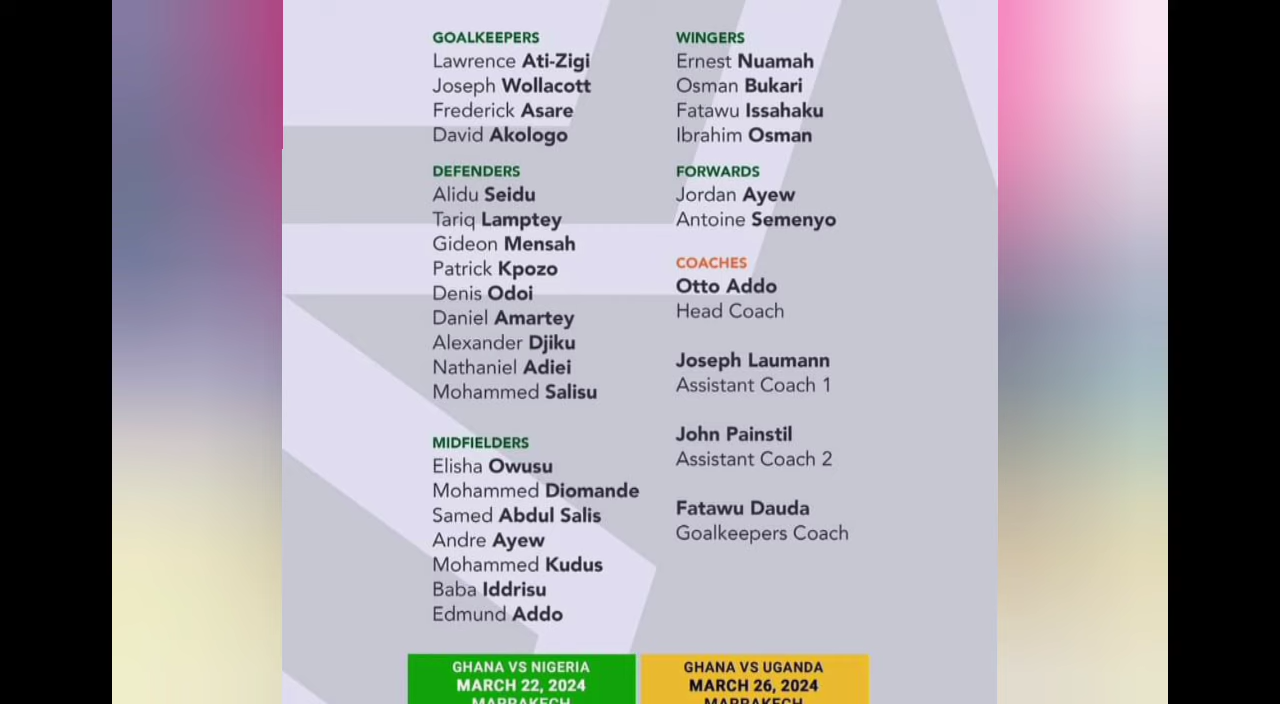 GOALKEEPERS
Lawrence Ati-Zigi
Joseph Wollacott
Frederick Asare
David Akologo
DEFENDERS
Alidu Seidu
Tariq Lamptey
Gideon Mensah
Patrick Kpozo
Denis Odoi
Daniel Amartey
Alexander Djiku
Nathaniel Adiei
Mohammed Salisu
MIDFIELDERS
Elisha Owusu
Mohammed Diomande
Samed Abdul Salis
Andre Ayew
Mohammed Kudus
Baba Iddrisu
Edmund Addo
WINGERS
Ernest Nuamah
Osman Bukari
Fatawu Issahaku
Ibrahim Osman
FORWARDS
Jordan Ayew
Antoine Semenyo
COACHES
Otto Addo
Head Coach
Joseph Laumann
Assistant Coach 1
John Painstil
Assistant Coach 2
Fatawu Dauda
Goalkeepers Coach
GHANA VS NIGERIA
MARCH 22, 2024
MARRAKECH
GHANA VS UGANDA
MARCH 26, 2024
MARRAKECH